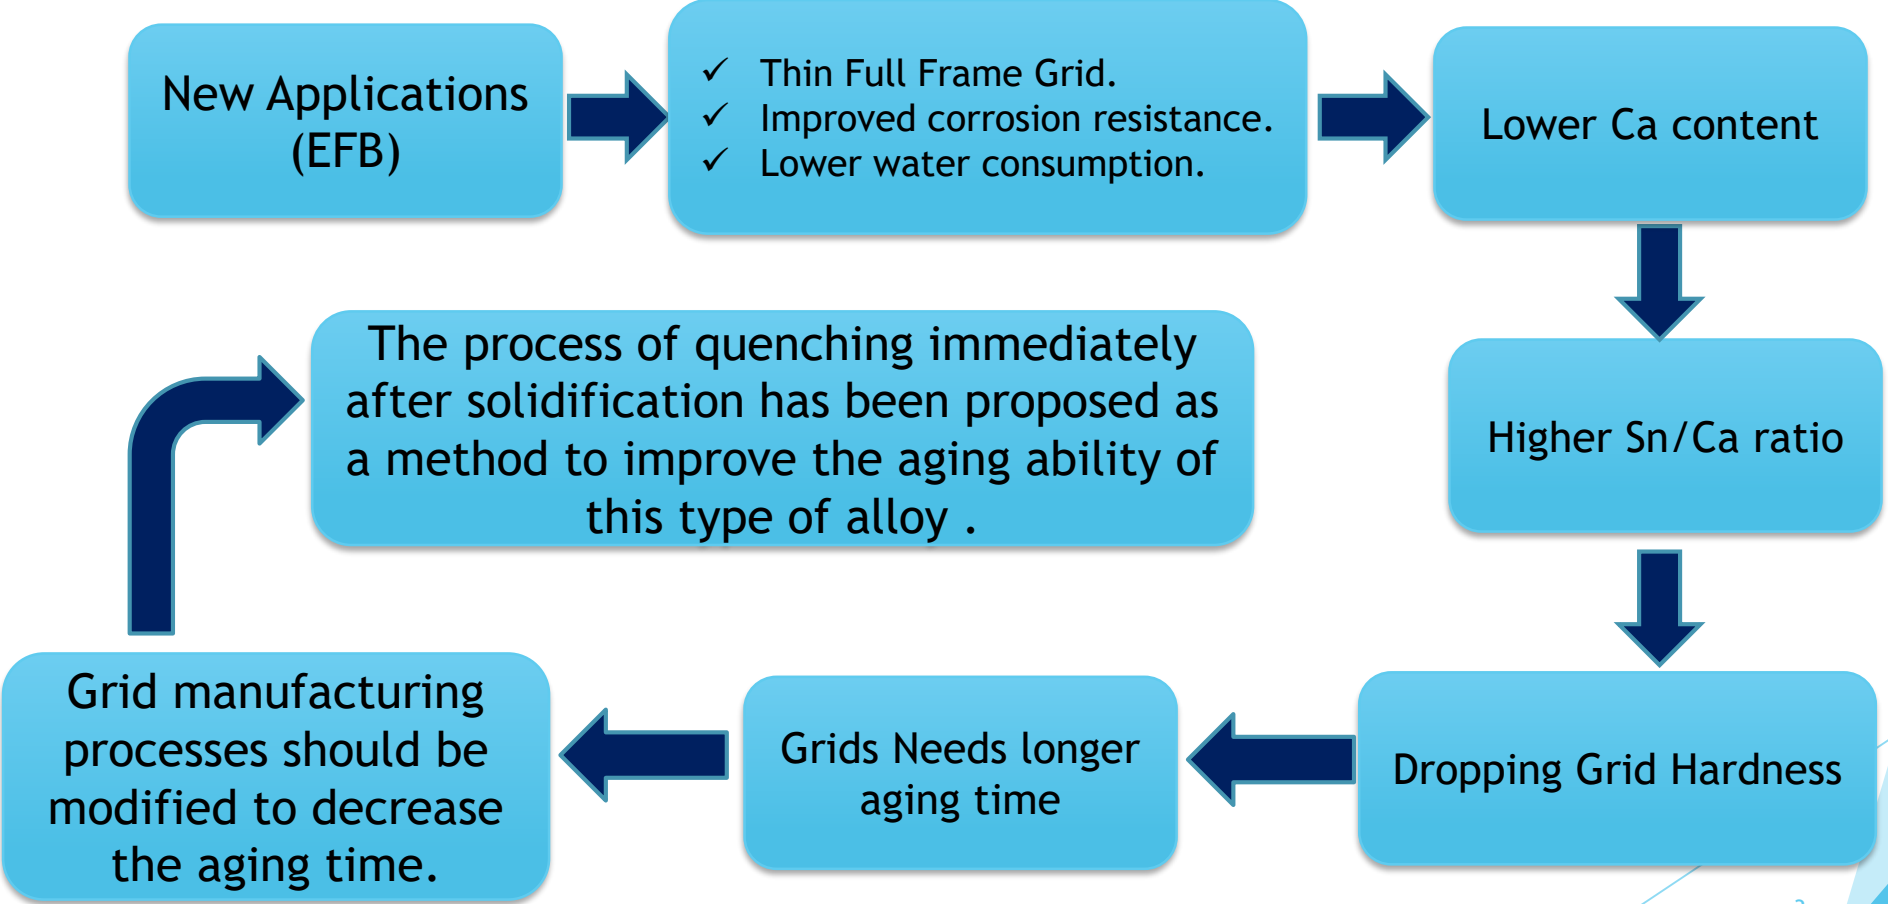 New Applications
(EFB)
✓ Thin Full Frame Grid.
✓ Improved corrosion resistance.
✓ Lower water consumption.
Lower Ca content
Higher Sn/Ca ratio
Dropping Grid Hardness
Grids Needs longer
aging time
Grid manufacturing
processes should be
modified to decrease
the aging time.
The process of quenching immediately
after solidification has been proposed as
a method to improve the aging ability of
this type of alloy .